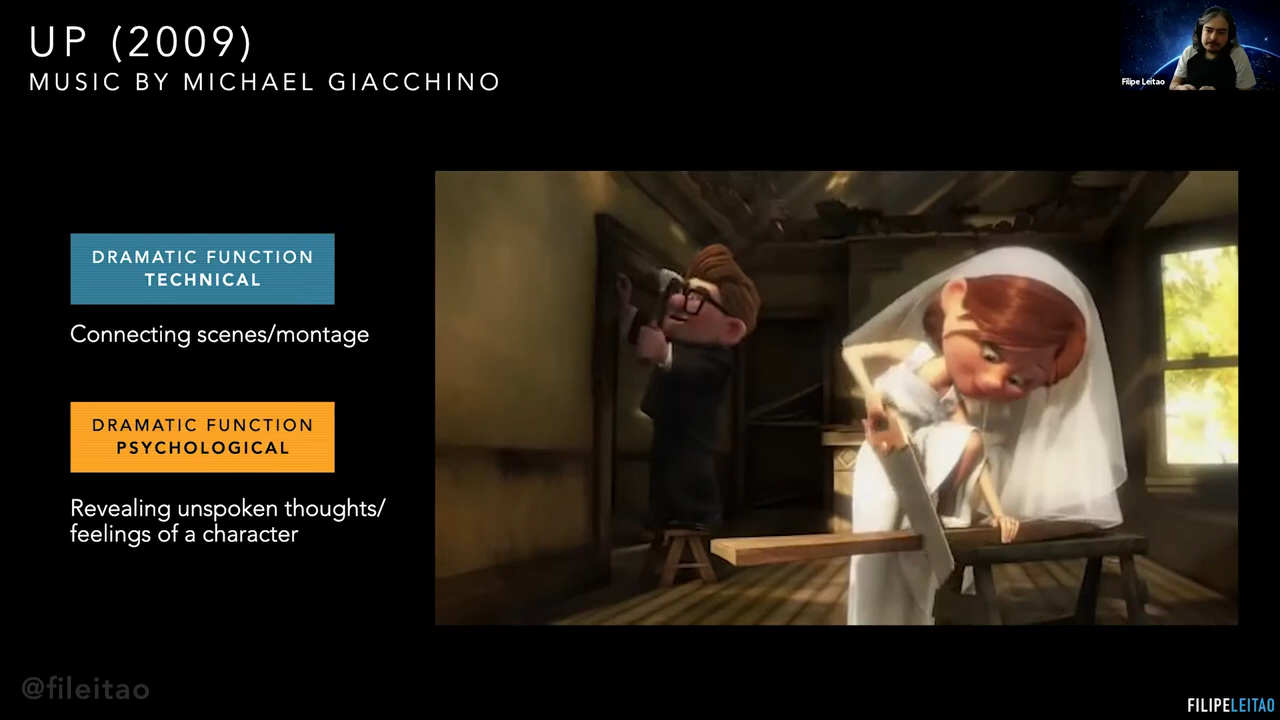 UP (2009)
MUSIC BY MICHAEL GIACCHINO
Filipe Leitao
DRAMATIC FUNCTION
TECHNICAL
Connecting scenes/montage
DRAMATIC FUNCTION
PSYCHOLOGICAL
Revealing unspoken thoughts/
feelings of a character
@fileitao
FILIPELEITAO